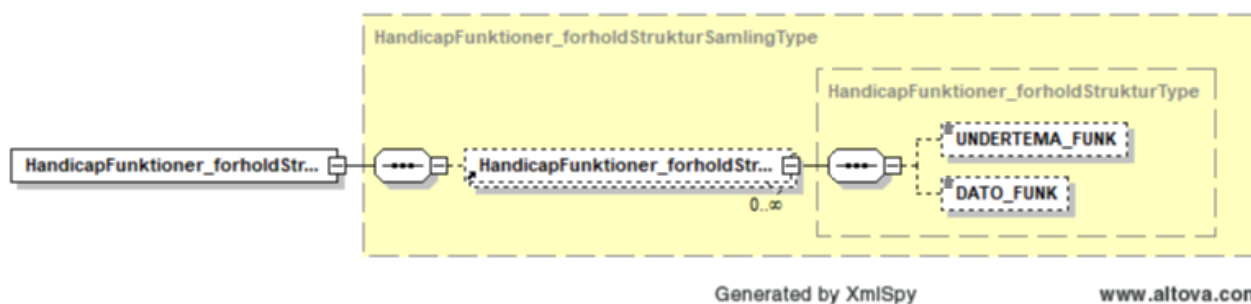 HandicapFunktioner_forholdStrukturSamlingType
HandicapFunktioner_forholdStrukturType
UNDERTEMA_FUNK
HandicapFunktioner_forholdStr...
HandicapFunktioner_forholdStr...
DATO_FUNK
0..∞
Generated by XmlSpy
www.altova.com